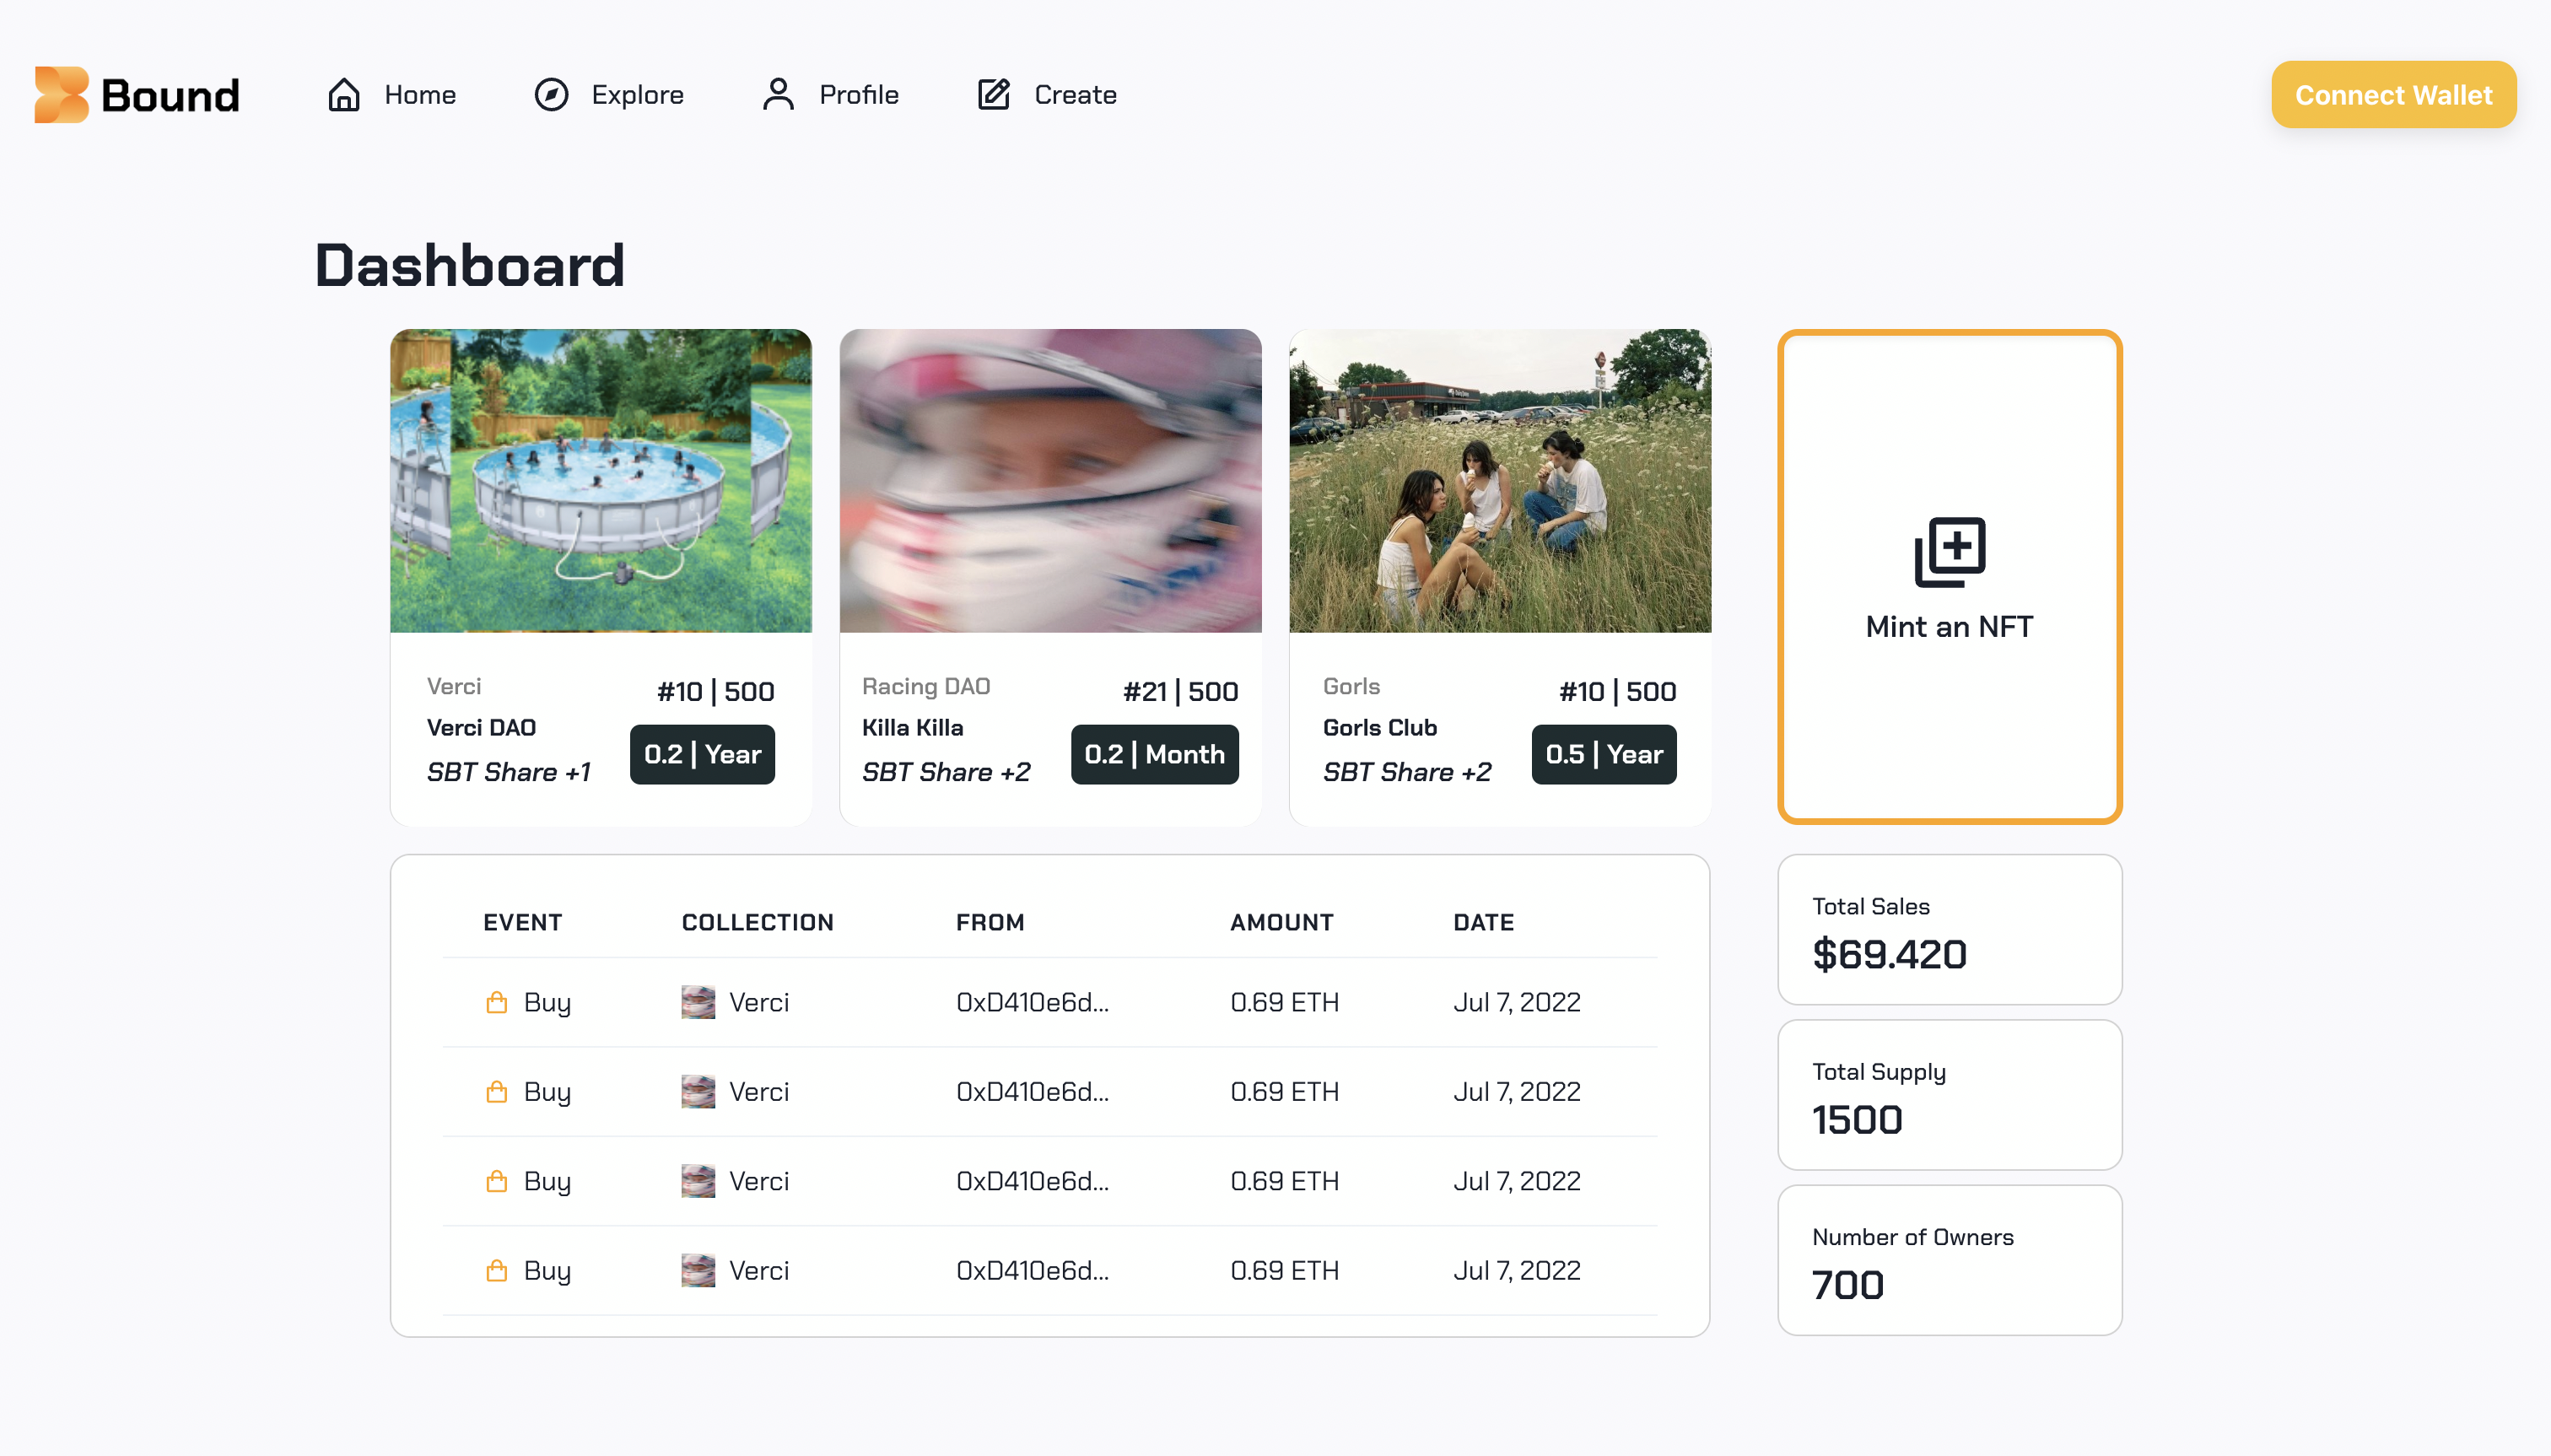 Bound
Home
Explore
Profile
Create
Connect Wallet
Dashboard
Verci
#10 | 500
Verci DAO
SBT Share +1
0.2 | Year
Racing DAO
#21 | 500
Killa Killa
SBT Share +2
0.2 | Month
Gorls
#10 | 500
Gorls Club
SBT Share +2
0.5 | Year
Mint an NFT
EVENT COLLECTION FROM AMOUNT DATE
Buy Verci 0xD410e6d... 0.69 ETH Jul 7, 2022
Buy Verci 0xD410e6d... 0.69 ETH Jul 7, 2022
Buy Verci 0xD410e6d... 0.69 ETH Jul 7, 2022
Buy Verci 0xD410e6d... 0.69 ETH Jul 7, 2022
Total Sales
$69.420
Total Supply
1500
Number of Owners
700